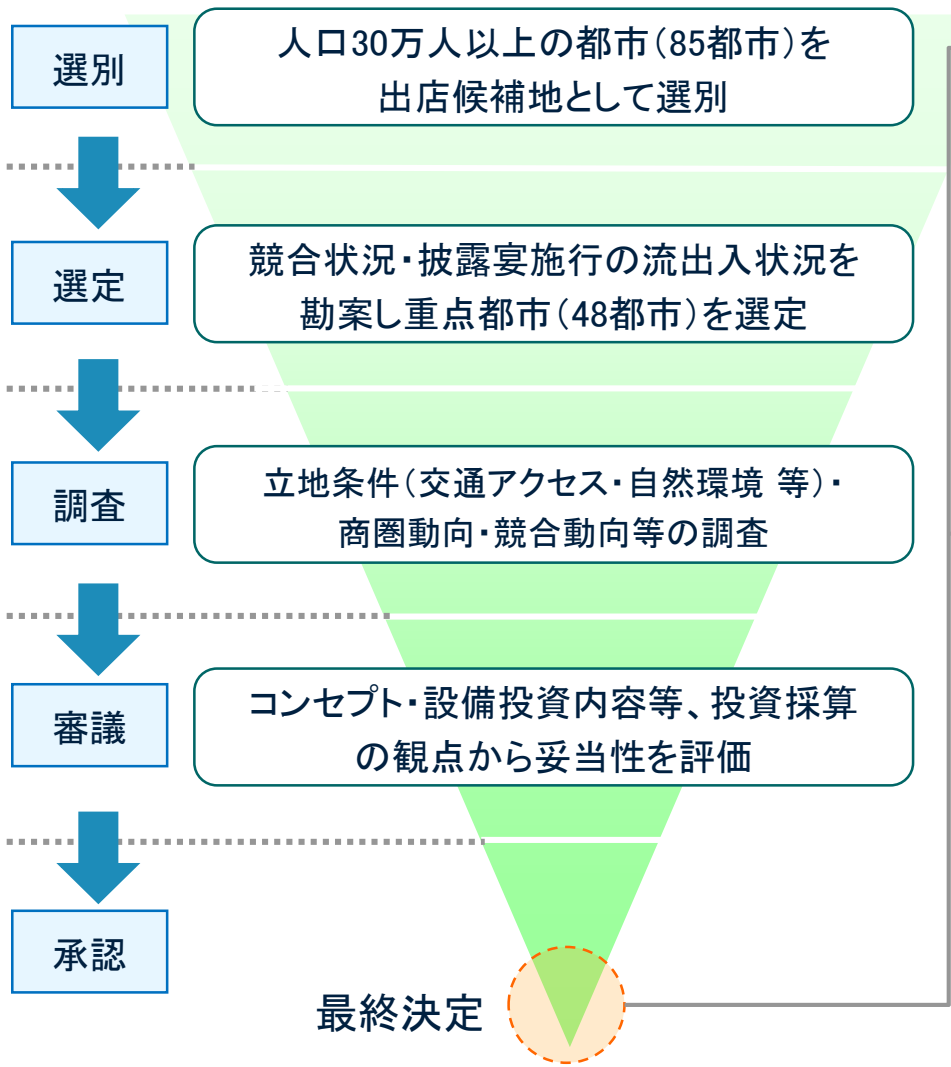 選別
人口30万人以上の都市（85都市）を
出店候補地として選別
選定
競合状況・披露宴施行の流出入状況を
勘案し重点都市（48都市）を選定
調査
立地条件（交通アクセス・自然環境 等）・
商圏動向・競合動向等の調査
審議
コンセプト・設備投資内容等、投資採算
の観点から妥当性を評価
承認
最終決定